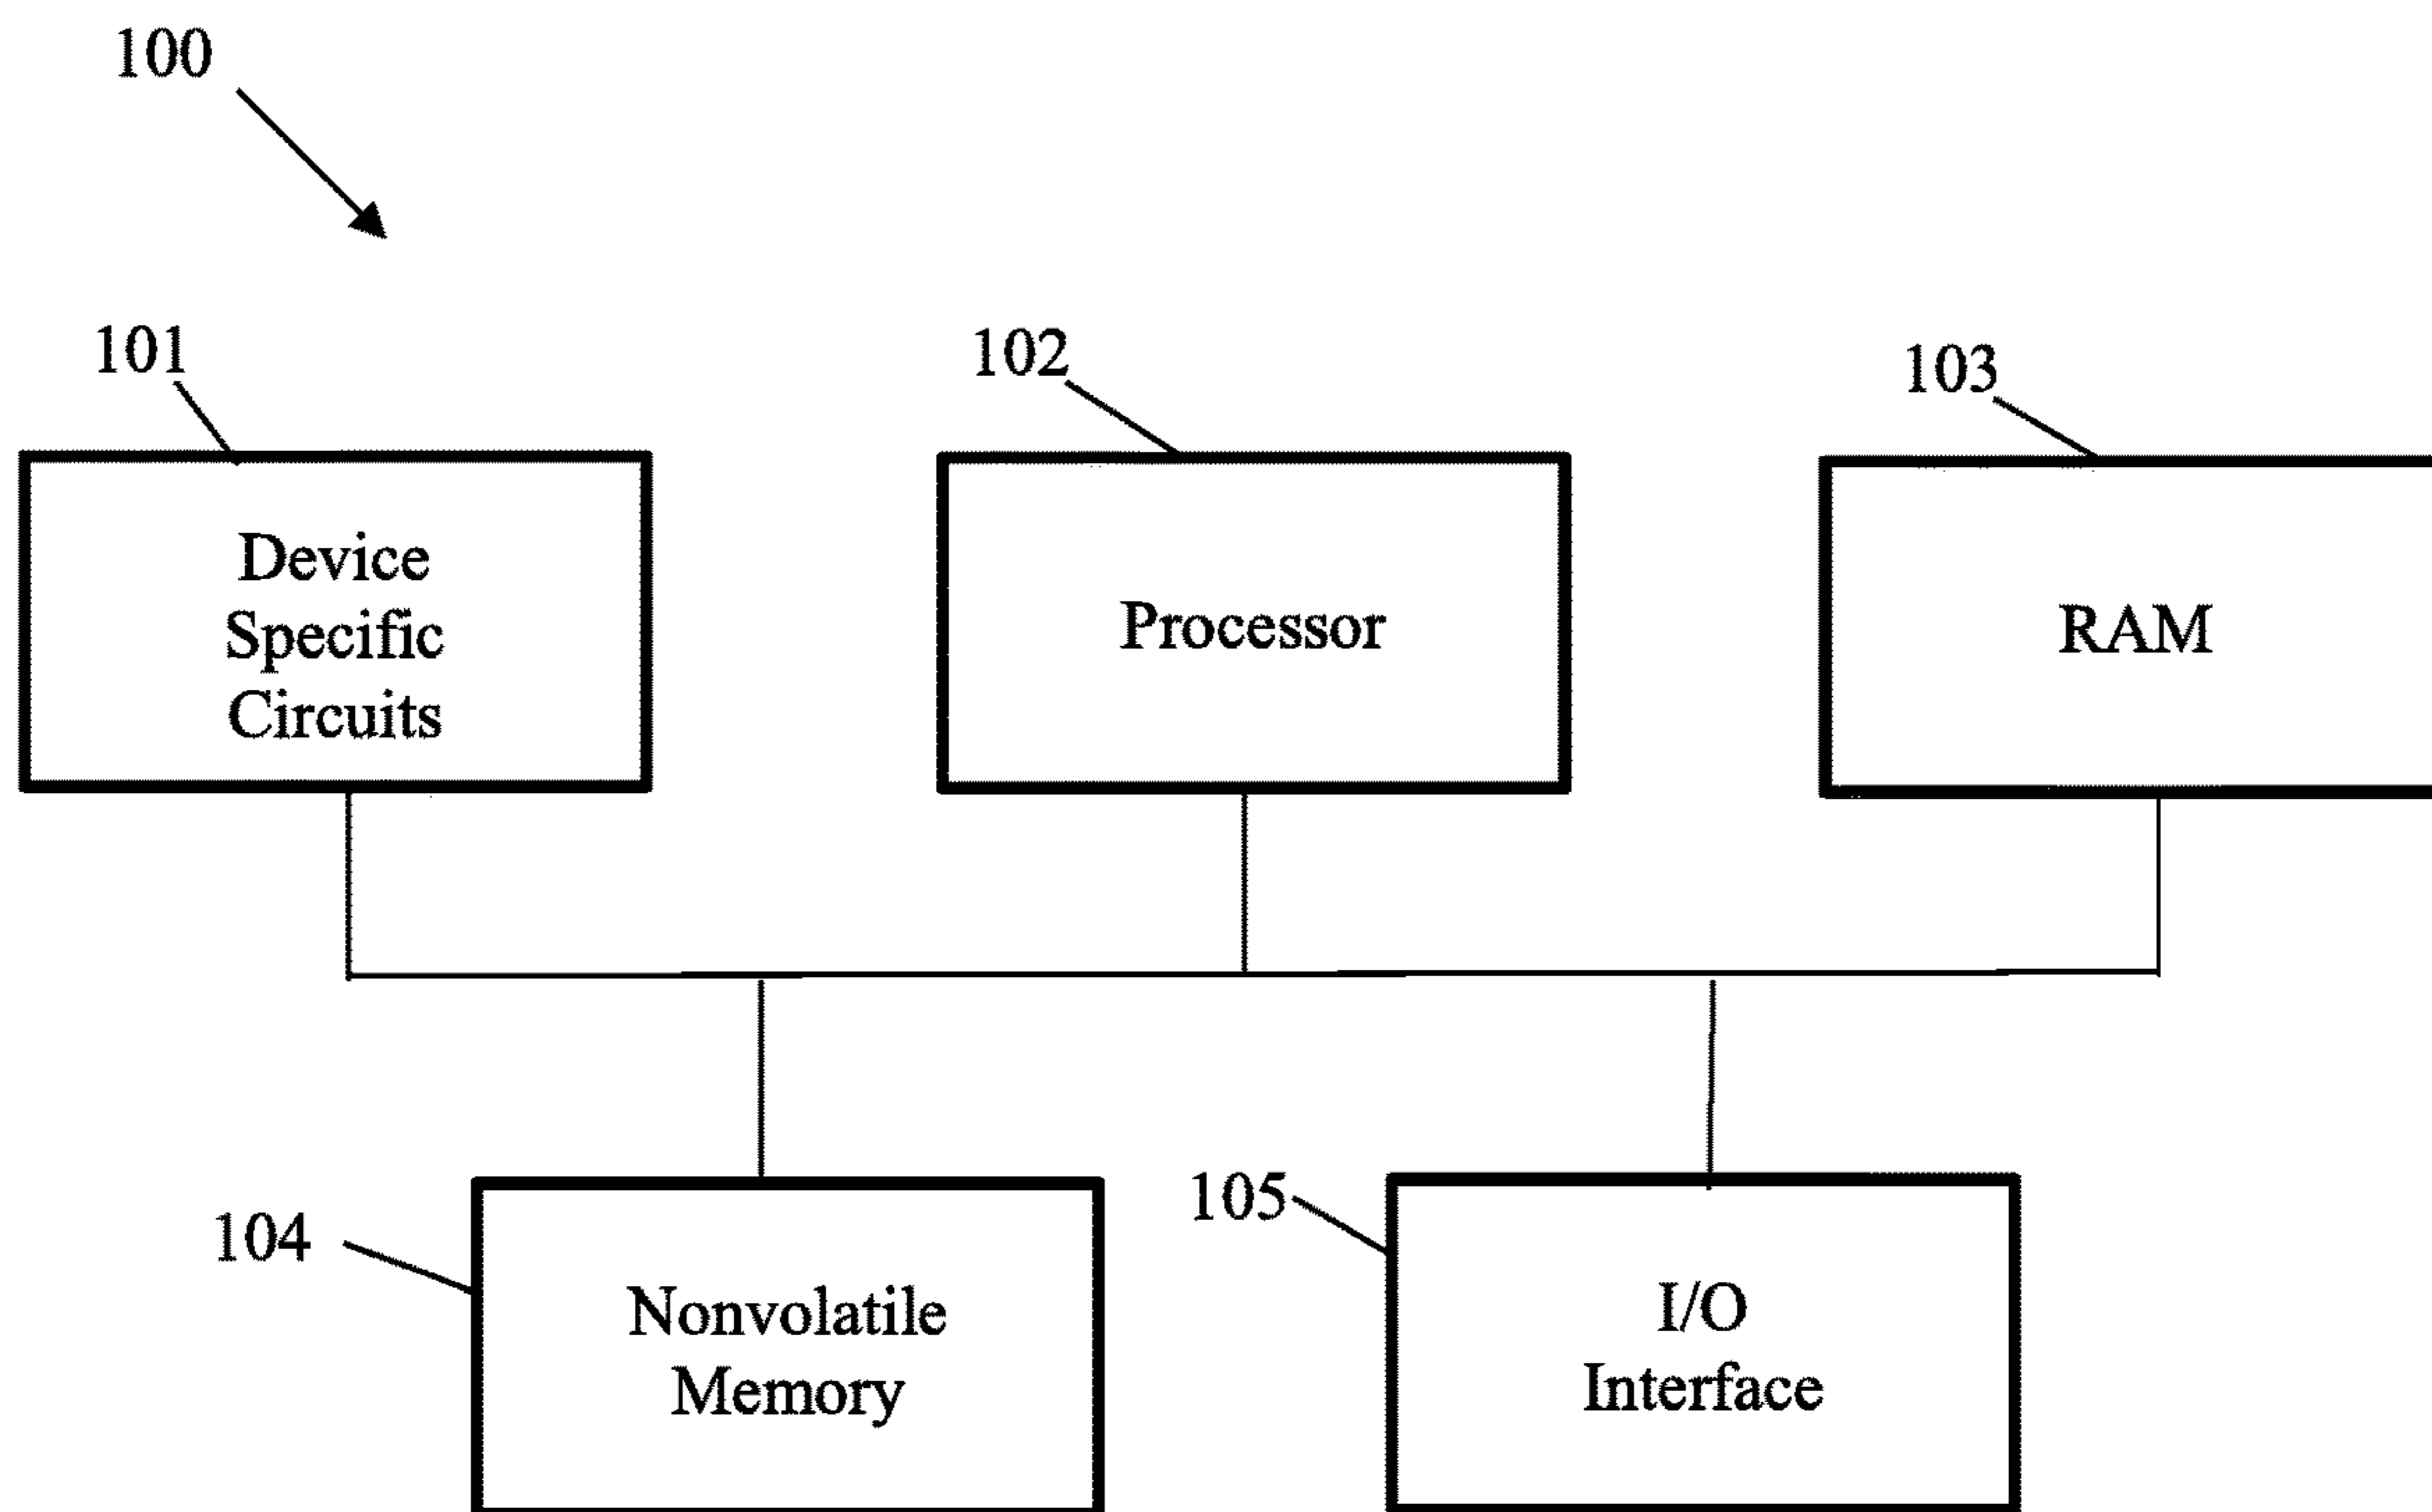 100
101
102
103
Device
Specific
Circuits
Processor
RAM
104
105
Nonvolatile
Memory
I/O
Interface